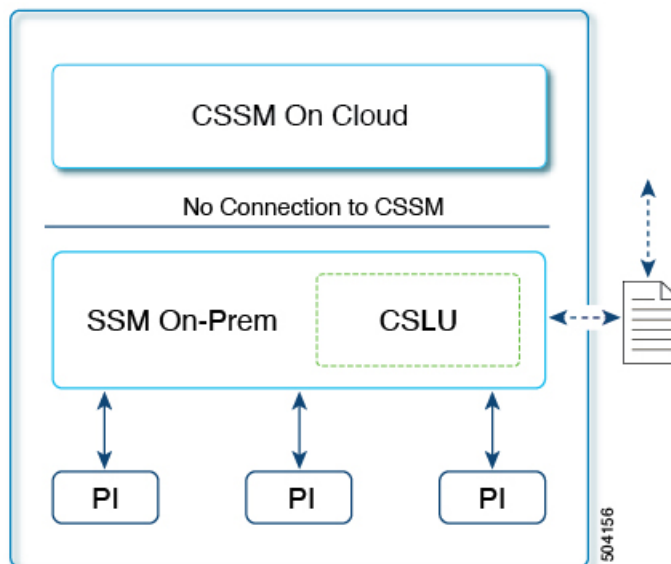 CSSM On Cloud
No Connection to CSSM
SSM On-Prem
CSLU
PI
PI
PI
504156